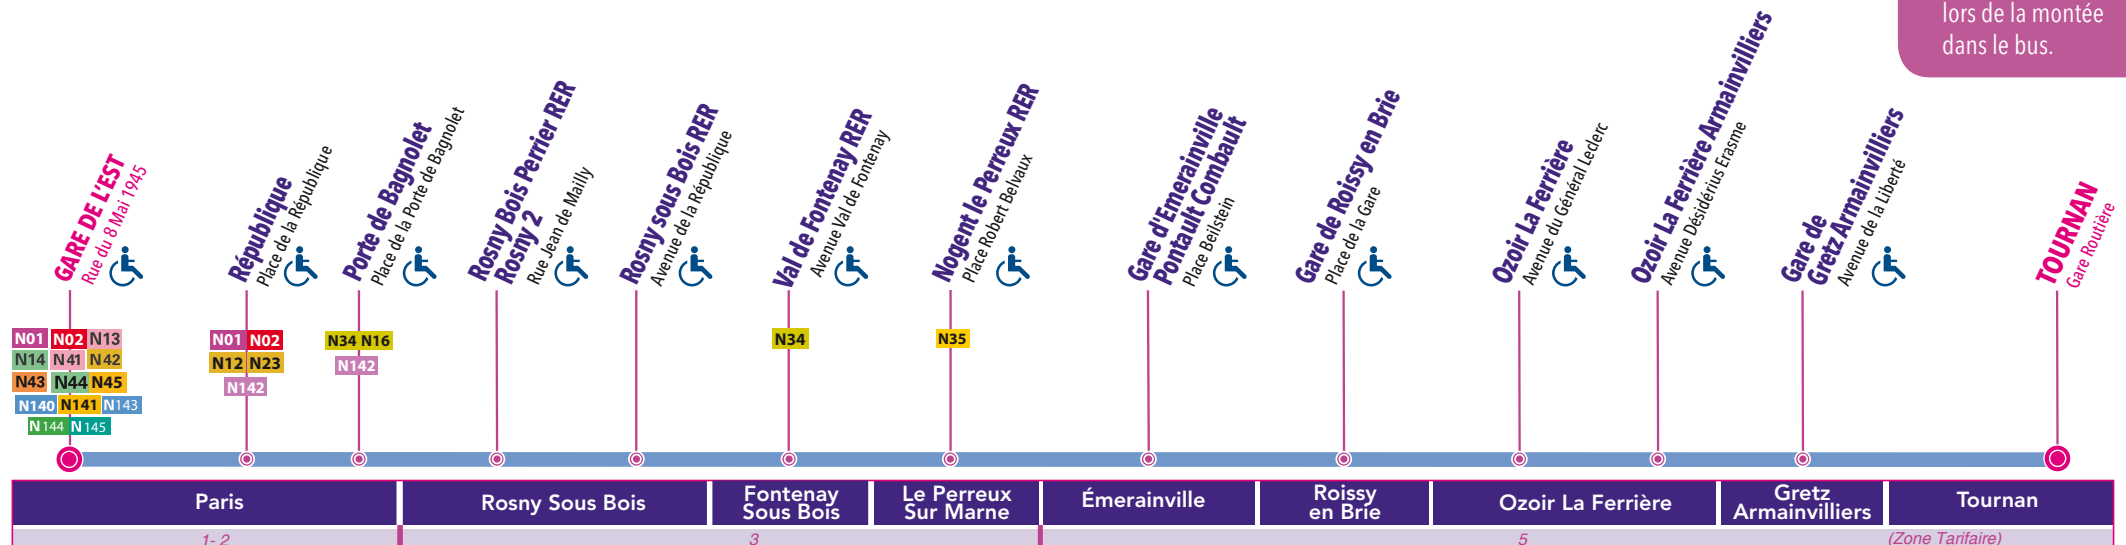 lors de la montée
dans le bus.
GARE DE L'EST
Rue du 8 Mai 1945
République
Place de la République
Porte de Bagnolet
Place de la Porte de Bagnolet
Rosny Bois Perrier RER
Rosny 2
Rue Jean de Mailly
Rosny sous Bois RER
Avenue de la République
Val de Fontenay RER
Avenue Val de Fontenay
Nogent le Perreux RER
Place Robert Belvaux
Gare d'Emerainville
Pontault Combault
Place Beilstein
Gare de Roissy en Brie
Place de la Gare
Ozoir La Ferrière
Avenue du Général Leclerc
Ozoir La Ferrière Armainvilliers
Avenue Désidérius Erasme
Gare de
Gretz Armainvilliers
Avenue de la Liberté
TOURNAN
Gare Routière
N01 N02 N13
N14 N41 N42
N43 N44 N45
N140 N141 N143
N144 N145
N01 N02
N12 N23
N142
N34 N16
N142
N34
N35
Paris
Rosny Sous Bois
Fontenay
Sous Bois
Le Perreux
Sur Marne
Émerainville
Roissy
en Brie
Ozoir La Ferrière
Gretz
Armainvilliers
Tournan
1- 2
3
5
(Zone Tarifaire)